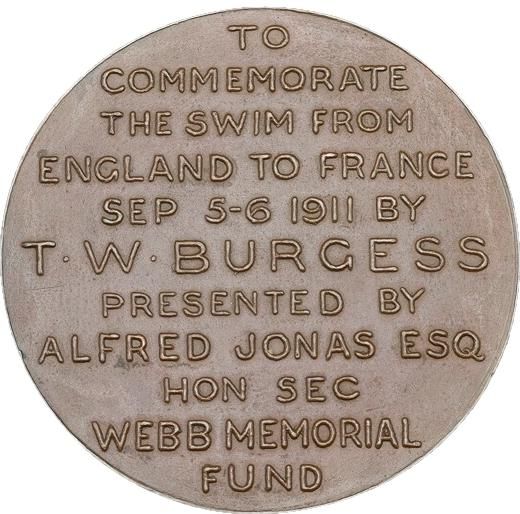 TO
COMMEMORATE
THE SWIM FROM
ENGLAND TO FRANCE
SEP 5-6 1911 BY
T·W·BURGESS
PRESENTED BY
ALFRED JONAS ESQ
HON SEC
WEBB MEMORIAL
FUND